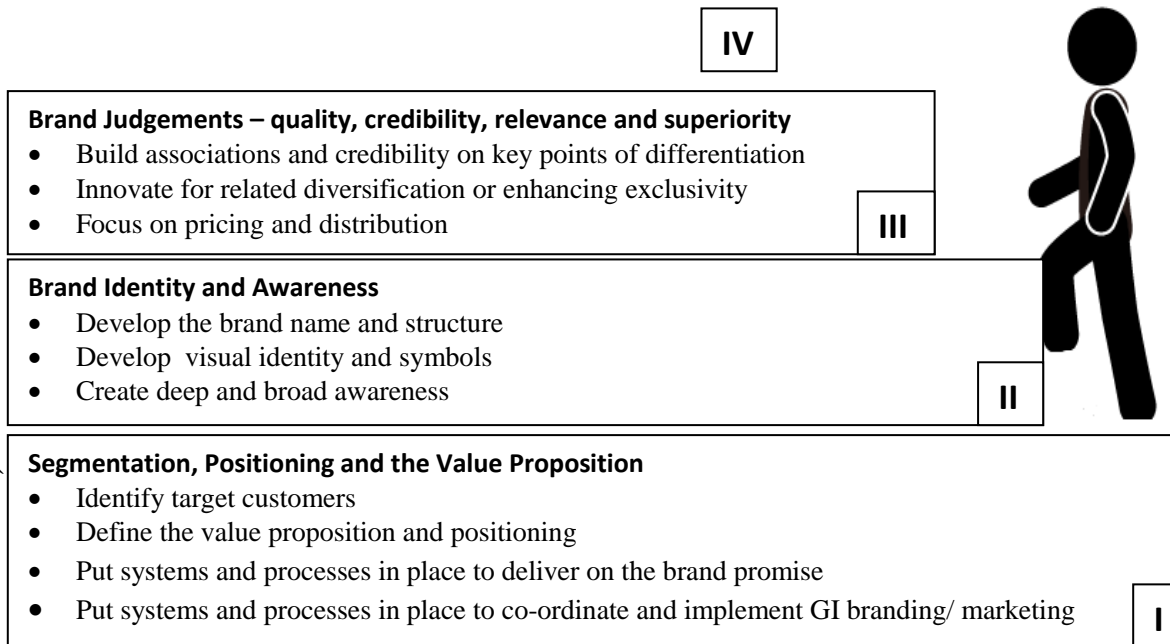 IV
Brand Judgements – quality, credibility, relevance and superiority
• Build associations and credibility on key points of differentiation
• Innovate for related diversification or enhancing exclusivity
• Focus on pricing and distribution
III
Brand Identity and Awareness
• Develop the brand name and structure
• Develop visual identity and symbols
• Create deep and broad awareness
II
Segmentation, Positioning and the Value Proposition
• Identify target customers
• Define the value proposition and positioning
• Put systems and processes in place to deliver on the brand promise
• Put systems and processes in place to co-ordinate and implement GI branding/ marketing
I